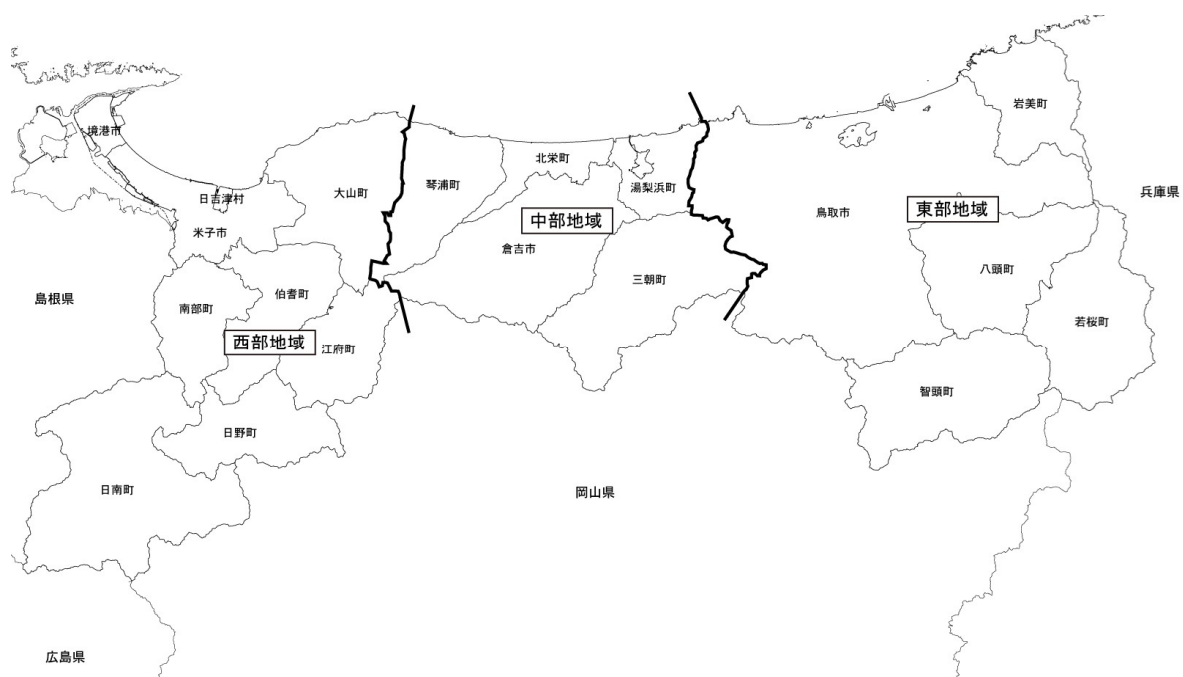 岩美町
境港市
北栄町
大山町
琴浦町
湯梨浜町
兵庫県
日吉津村
鳥取市
東部地域
中部地域
米子市
倉吉市
八頭町
三朝町
島根県
南部町
伯耆町
若桜町
西部地域
江府町
智頭町
日野町
日南町
岡山県
広島県